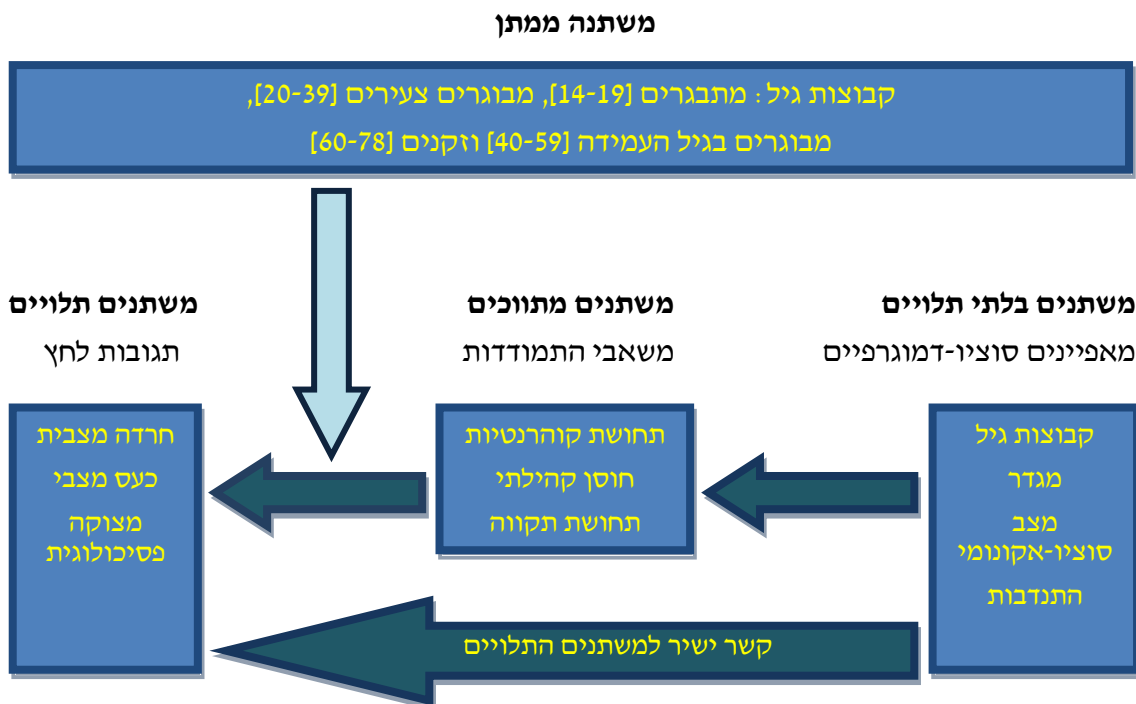 משתנה ממתן
קבוצות גיל: מתבגרים [14-19], מבוגרים צעירים [20-39],
מבוגרים בגיל העמידה [40-59] וזקנים [60-78]
משתנים בלתי תלויים
מאפיינים סוציו-דמוגרפיים
קבוצות גיל
מגדר
מצב
סוציו-אקונומי
התנדבות
משתנים מתווכים
משאבי התמודדות
תחושת קוהרנטיות
חוסן קהילתי
תחושת תקווה
משתנים תלויים
תגובות לחץ
חרדה מצבית
כעס מצבי
מצוקה
פסיכולוגית
קשר ישיר למשתנים התלויים